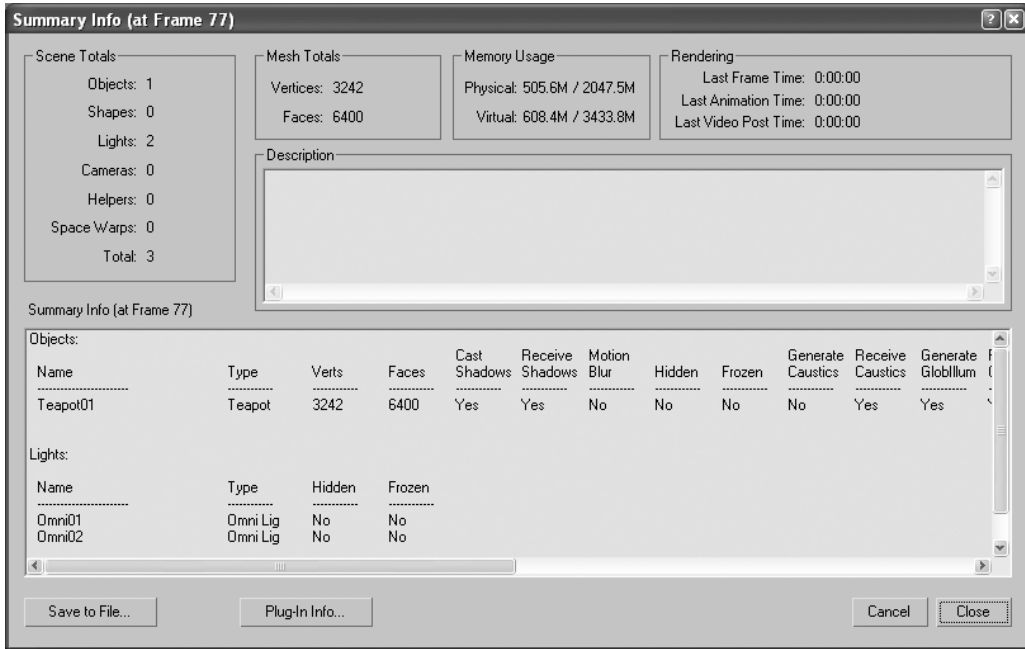 Summary Info (at Frame 77)
Scene Totals
Objects: 1
Shapes: 0
Lights: 2
Cameras: 0
Helpers: 0
Space Warps: 0
Total: 3
Mesh Totals
Vertices: 3242
Faces: 6400
Memory Usage
Physical: 505.6M / 2047.5M
Virtual: 608.4M / 3433.8M
Rendering
Last Frame Time: 0:00:00
Last Animation Time: 0:00:00
Last Video Post Time: 0:00:00
Description
Summary Info (at Frame 77)
Objects:
Name Type Verts Faces Cast Shadows Receive Shadows Motion Blur Hidden Frozen Generate Caustics Receive Caustics Generate GlobIllum
Teapot01 Teapot 3242 6400 Yes Yes No No No No Yes Yes
Lights:
Name Type Hidden Frozen
Omni01 Omni Lig No No
Omni02 Omni Lig No No
Save to File... Plug-In Info... Cancel Close